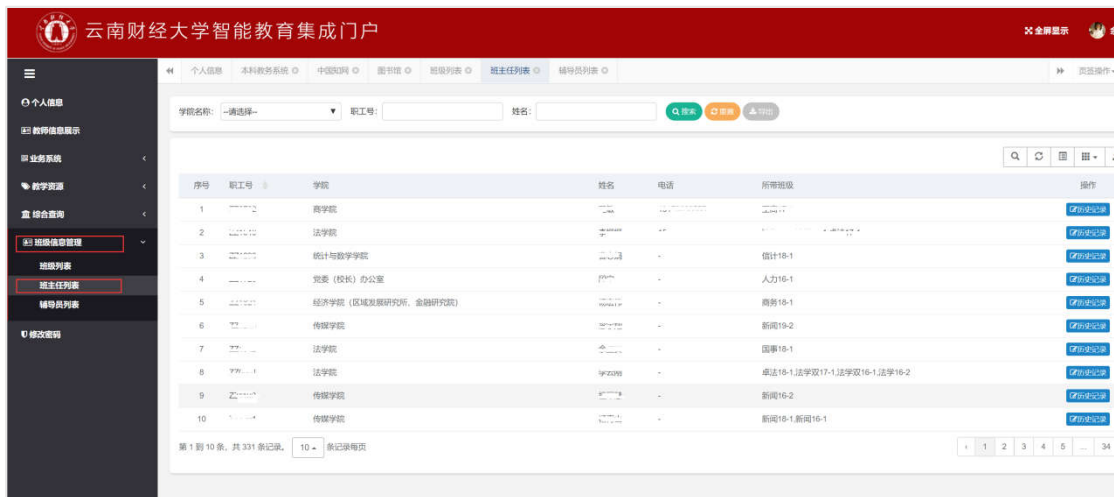 云南财经大学智能教育集成门户
全屏显示
个人信息 本科教务系统 中国知网 图书馆 班级列表 班主任列表 辅导员列表 页签操作
个人信息
教师信息展示
业务系统
教学资源
综合查询
班级信息管理
班级列表
班主任列表
辅导员列表
修改密码
学院名称: --请选择-- 职工号: 姓名: 搜索 重置 导出
序号 职工号 学院 姓名 电话 所带班级 操作
1 商学院 历史记录
2 法学院 历史记录
3 统计与数学学院 - 信计18-1 历史记录
4 党委(校长)办公室 - 人力16-1 历史记录
5 经济学院(区域发展研究所、金融研究院) - 商务18-1 历史记录
6 传媒学院 - 新闻19-2 历史记录
7 法学院 - 国事18-1 历史记录
8 法学院 - 卓法18-1,法学双17-1,法学双16-1,法学16-2 历史记录
9 传媒学院 - 新闻16-2 历史记录
10 传媒学院 - 新闻18-1,新闻16-1 历史记录
第 1 到 10 条, 共 331 条记录。 10 条记录每页 ‹ 1 2 3 4 5 ... 34